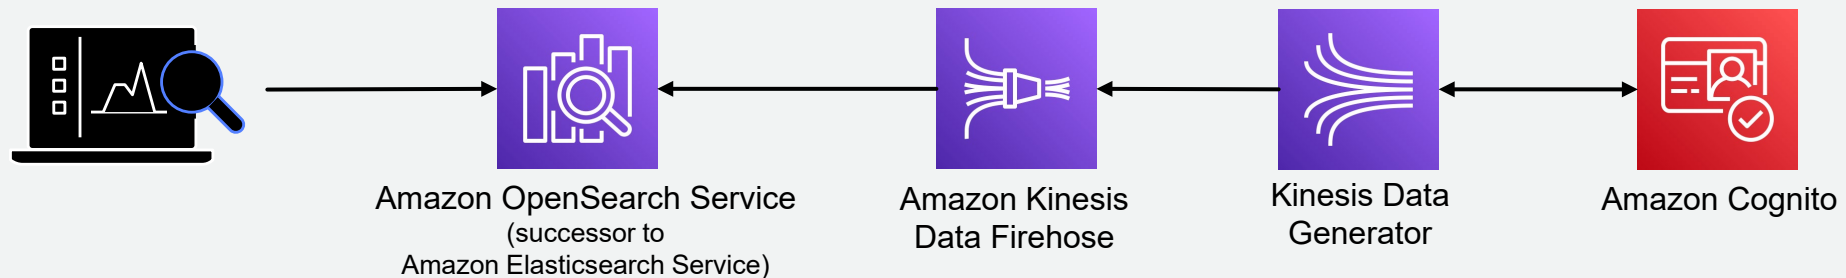 Amazon OpenSearch Service
(successor to
Amazon Elasticsearch Service)
Amazon Kinesis
Data Firehose
Kinesis Data
Generator
Amazon Cognito